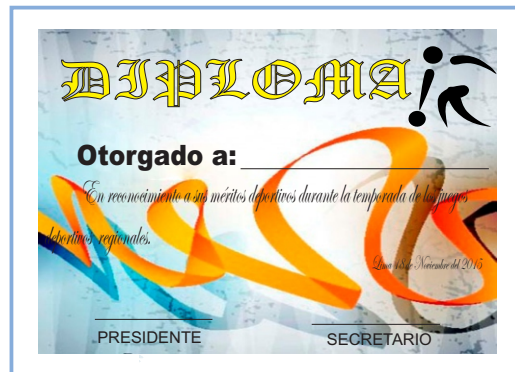 DIPLOMA
Otorgado a:
En reconocimiento a sus méritos deportivos durante la temporada de los juegos
deportivos regionales.
Lima 18 de Noviembre del 2015
PRESIDENTE
SECRETARIO